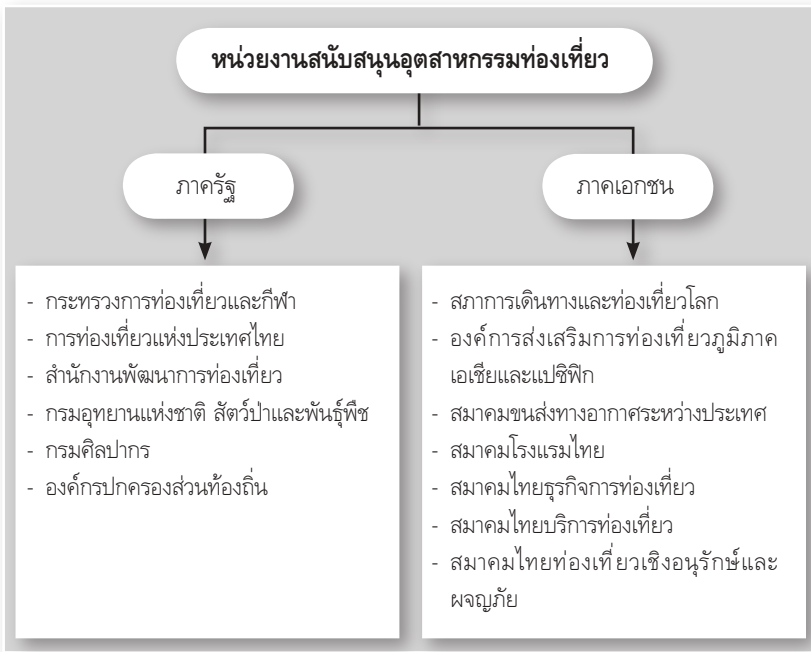 หน่วยงานสนับสนุนอุตสาหกรรมท่องเที่ยว
ภาครัฐ
ภาคเอกชน
- กระทรวงการท่องเที่ยวและกีฬา
- การท่องเที่ยวแห่งประเทศไทย
- สำนักงานพัฒนาการท่องเที่ยว
- กรมอุทยานแห่งชาติ สัตว์ป่าและพันธุ์พืช
- กรมศิลปากร
- องค์กรปกครองส่วนท้องถิ่น
- สภาการเดินทางและท่องเที่ยวโลก
- องค์การส่งเสริมการท่องเที่ยวภูมิภาค
เอเชียและแปซิฟิก
- สมาคมขนส่งทางอากาศระหว่างประเทศ
- สมาคมโรงแรมไทย
- สมาคมไทยธุรกิจการท่องเที่ยว
- สมาคมไทยบริการท่องเที่ยว
- สมาคมไทยท่องเที่ยวเชิงอนุรักษ์และ
ผจญภัย